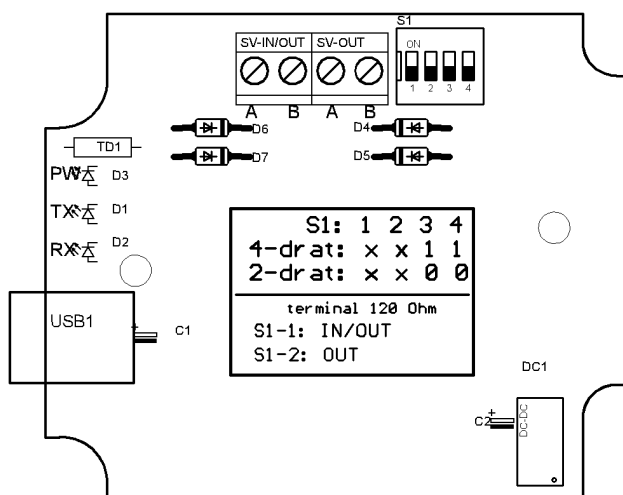 S1
SV-IN/OUT SV-OUT
ON
1 2 3 4
A B A B
D6 D4
D7 D5
TD1
PW D3
TX D1
RX D2
S1: 1 2 3 4
4-drat: x x 1 1
2-drat: x x 0 0
terminal 120 Ohm
S1-1: IN/OUT
S1-2: OUT
USB1
+
C1
DC1
+
C2
DC-DC